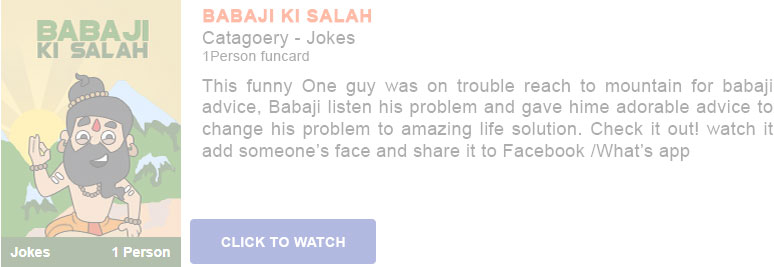 BABAJI
KI SALAH
Jokes 1 Person
BABAJI KI SALAH
Catagoery - Jokes
1Person funcard
This funny One guy was on trouble reach to mountain for babaji
advice, Babaji listen his problem and gave hime adorable advice to
change his problem to amazing life solution. Check it out! watch it
add someone's face and share it to Facebook /What's app
CLICK TO WATCH